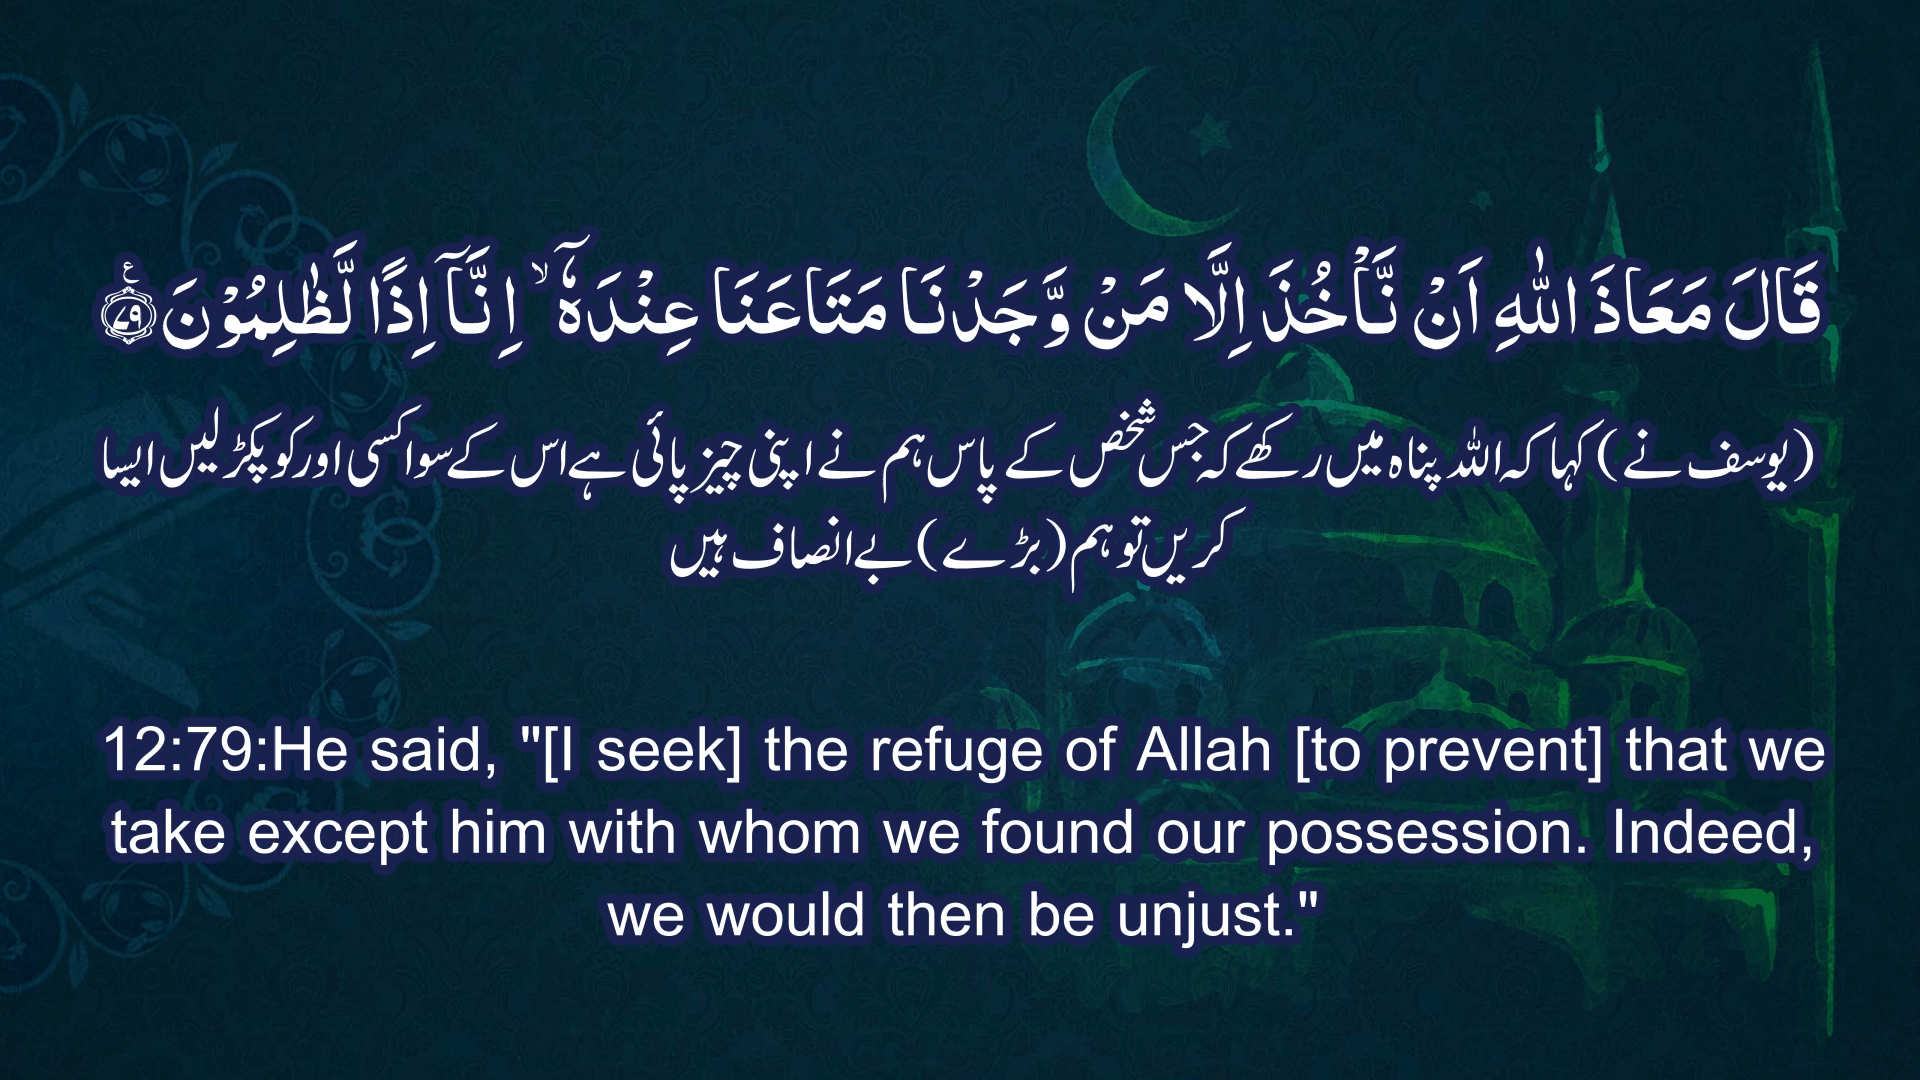 قَالَ مَعَاذَ اللّٰهِ اَنْ نَّاْخُذَ اِلَّا مَنْ وَّجَدْنَا مَتَاعَنَا عِنْدَهٗۤ ۙ اِنَّاۤ اِذًا لَّظٰلِمُوْنَ ﴿۷۹﴾ ع
(یوسف نے) کہا کہ اللہ پناہ میں رکھے کہ جس شخص کے پاس ہم نے اپنی چیز پائی ہے اس کے سوا کسی اور کو پکڑ لیں ایسا
کریں تو ہم (بڑے) بےانصاف ہیں
12:79:He said, "[I seek] the refuge of Allah [to prevent] that we
take except him with whom we found our possession. Indeed,
we would then be unjust."